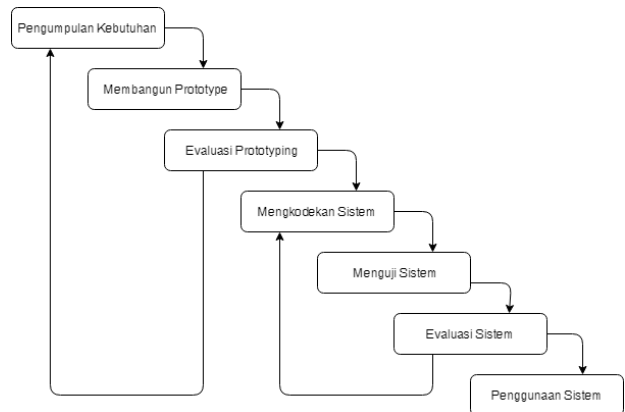 Pengumpulan Kebutuhan
Membangun Prototype
Evaluasi Prototyping
Mengkodekan Sistem
Menguji Sistem
Evaluasi Sistem
Penggunaan Sistem